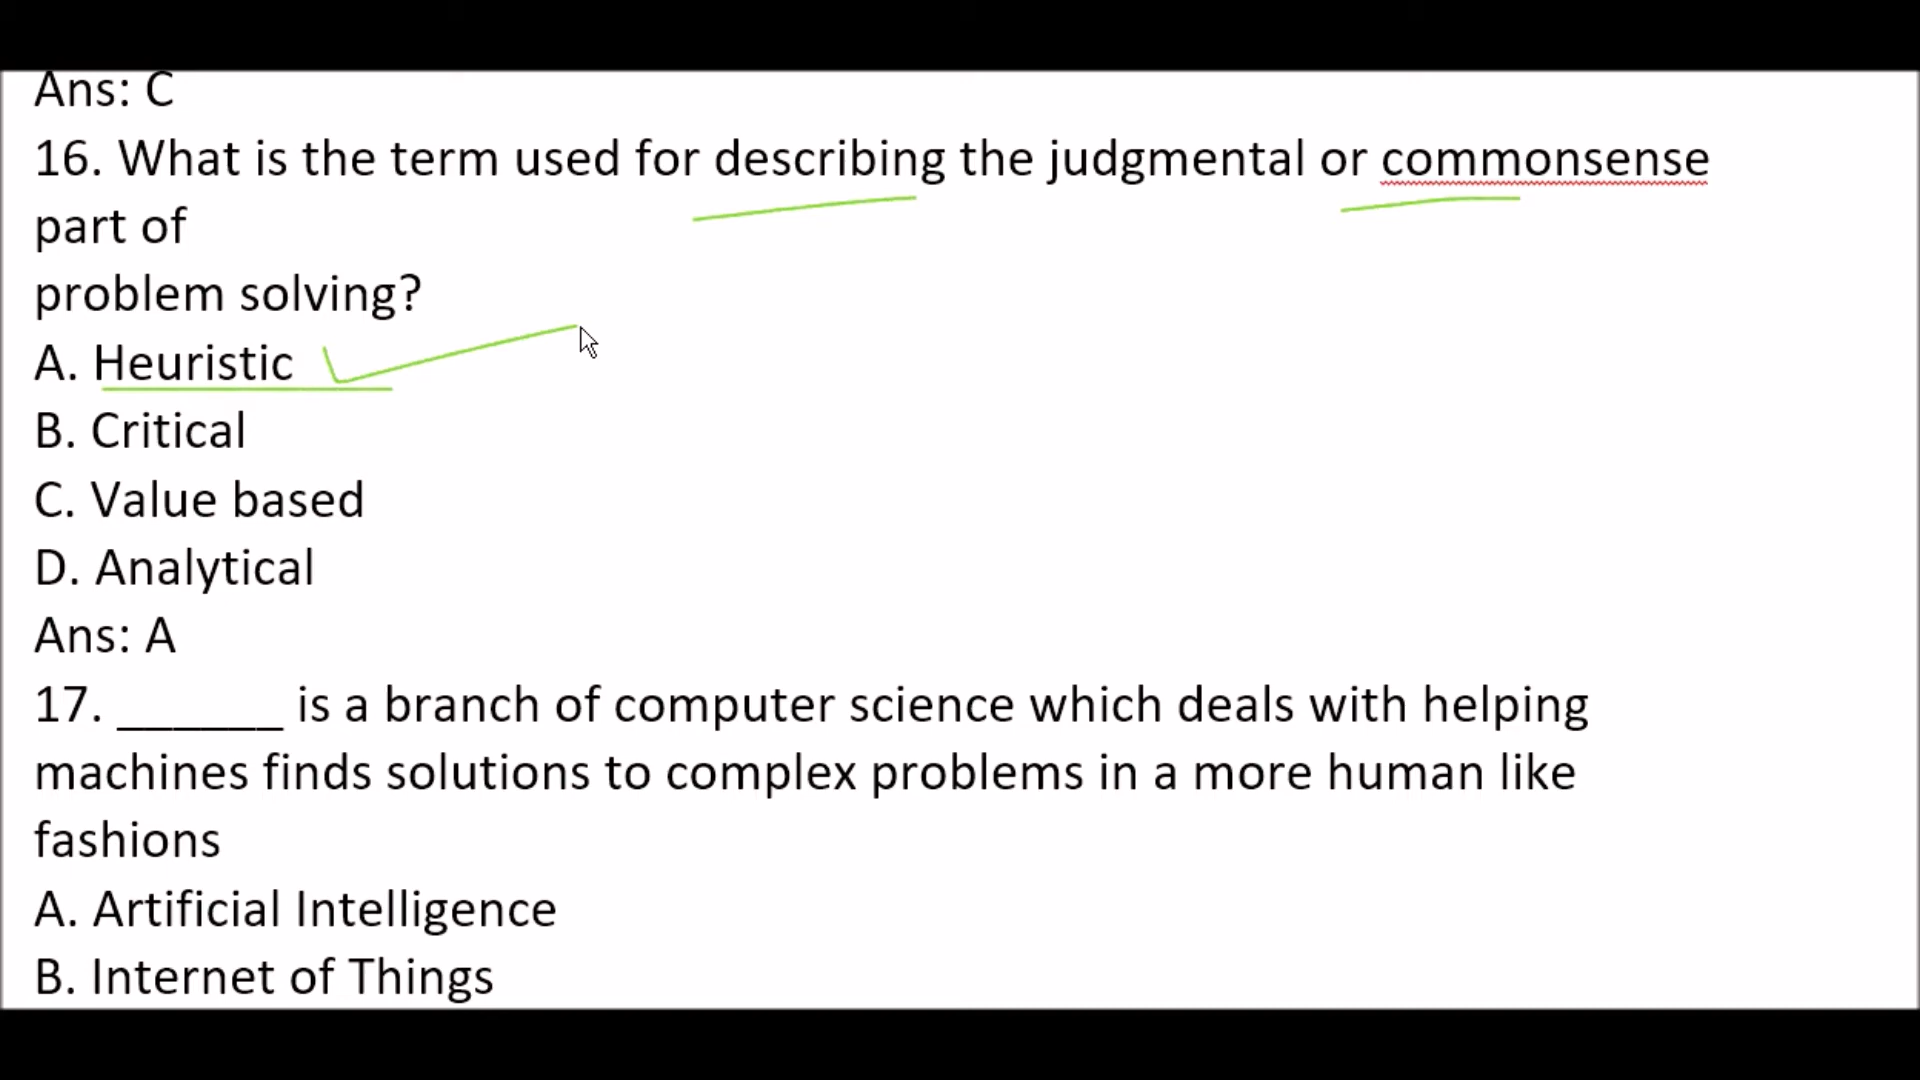 Ans: C
16. What is the term used for describing the judgmental or commonsense
part of
problem solving?
A. Heuristic
B. Critical
C. Value based
D. Analytical
Ans: A
17. ______ is a branch of computer science which deals with helping
machines finds solutions to complex problems in a more human like
fashions
A. Artificial Intelligence
B. Internet of Things